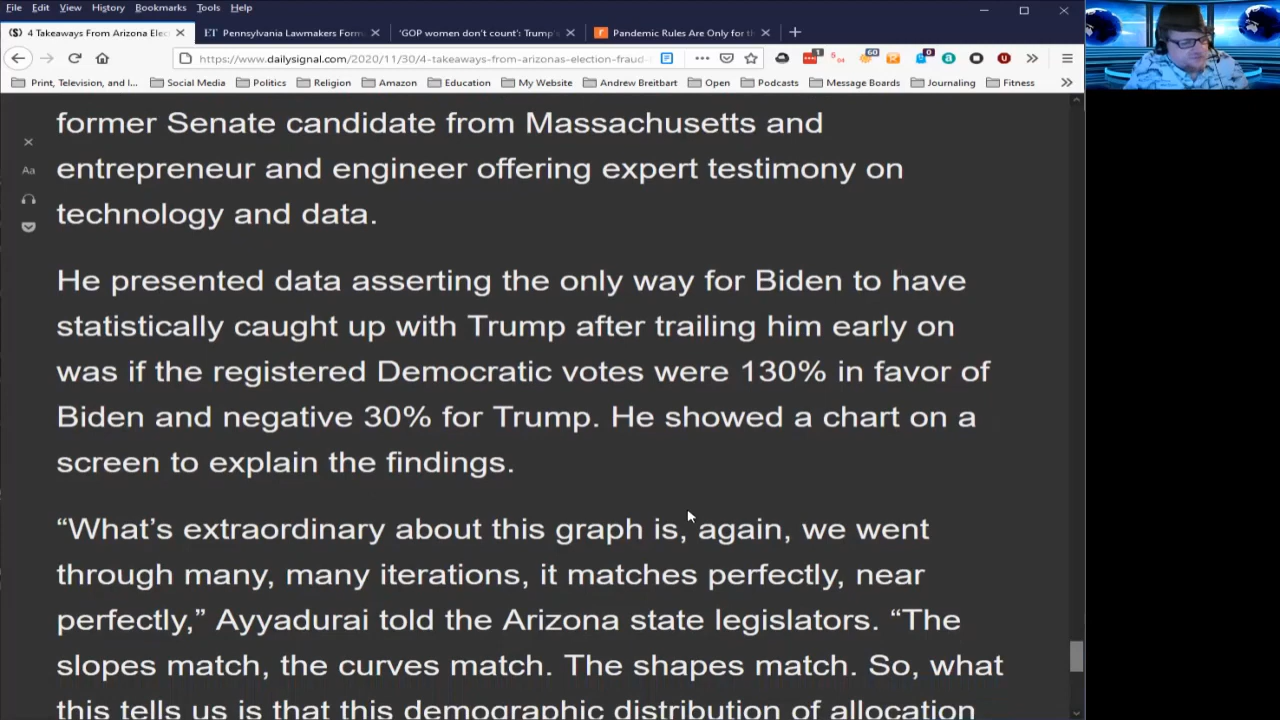 File Edit View History Bookmarks Tools Help
4 Takeaways From Arizona Elec
ET Pennsylvania Lawmakers Form
'GOP women don't count': Trump'
Pandemic Rules Are Only for th
https://www.dailysignal.com/2020/11/30/4-takeaways-from-arizonas-election-fraud-
1
60
0
Print, Television, and l... Social Media Politics Religion Amazon Education My Website Andrew Breitbart Open Podcasts Message Boards Journaling Fitness
Aa
former Senate candidate from Massachusetts and
entrepreneur and engineer offering expert testimony on
technology and data.
He presented data asserting the only way for Biden to have
statistically caught up with Trump after trailing him early on
was if the registered Democratic votes were 130% in favor of
Biden and negative 30% for Trump. He showed a chart on a
screen to explain the findings.
“What’s extraordinary about this graph is, again, we went
through many, many iterations, it matches perfectly, near
perfectly,” Ayyadurai told the Arizona state legislators. “The
slopes match, the curves match. The shapes match. So, what
this tells us is that this demographic distribution of allocation